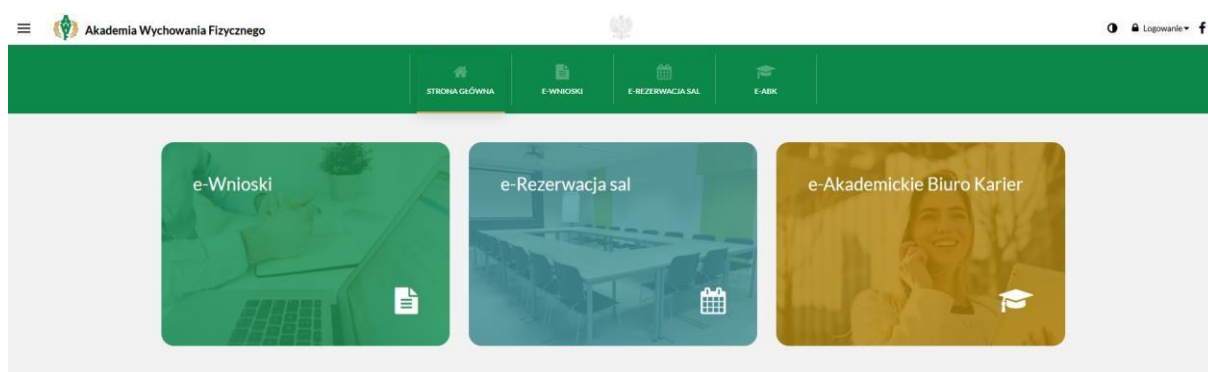 Akademia Wychowania Fizycznego
Logowanie
STRONA GŁÓWNA
E-WNIOSKI
E-REZERWACJA SAL
E-ABK
e-Wnioski
e-Rezerwacja sal
e-Akademickie Biuro Karier